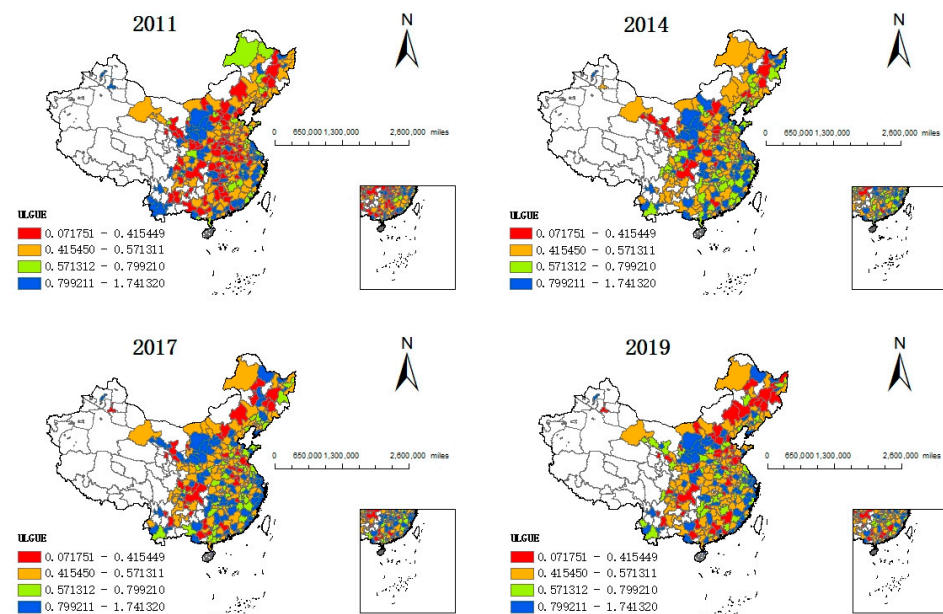 2011
N
0 650,000 1,300,000 2,600,000 miles
ULGUE
0.071751 - 0.415449
0.415450 - 0.571311
0.571312 - 0.799210
0.799211 - 1.741320
2014
N
0 650,000 1,300,000 2,600,000 miles
ULGUE
0.071751 - 0.415449
0.415450 - 0.571311
0.571312 - 0.799210
0.799211 - 1.741320
2017
N
0 650,000 1,300,000 2,600,000 miles
ULGUE
0.071751 - 0.415449
0.415450 - 0.571311
0.571312 - 0.799210
0.799211 - 1.741320
2019
N
0 650,000 1,300,000 2,600,000 miles
ULGUE
0.071751 - 0.415449
0.415450 - 0.571311
0.571312 - 0.799210
0.799211 - 1.741320